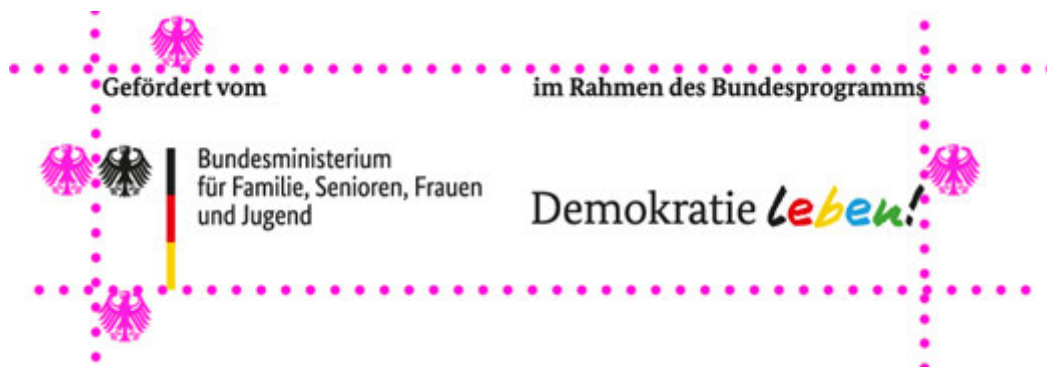 Gefördert vom
im Rahmen des Bundesprogramms
Bundesministerium
für Familie, Senioren, Frauen
und Jugend
Demokratie Leben!